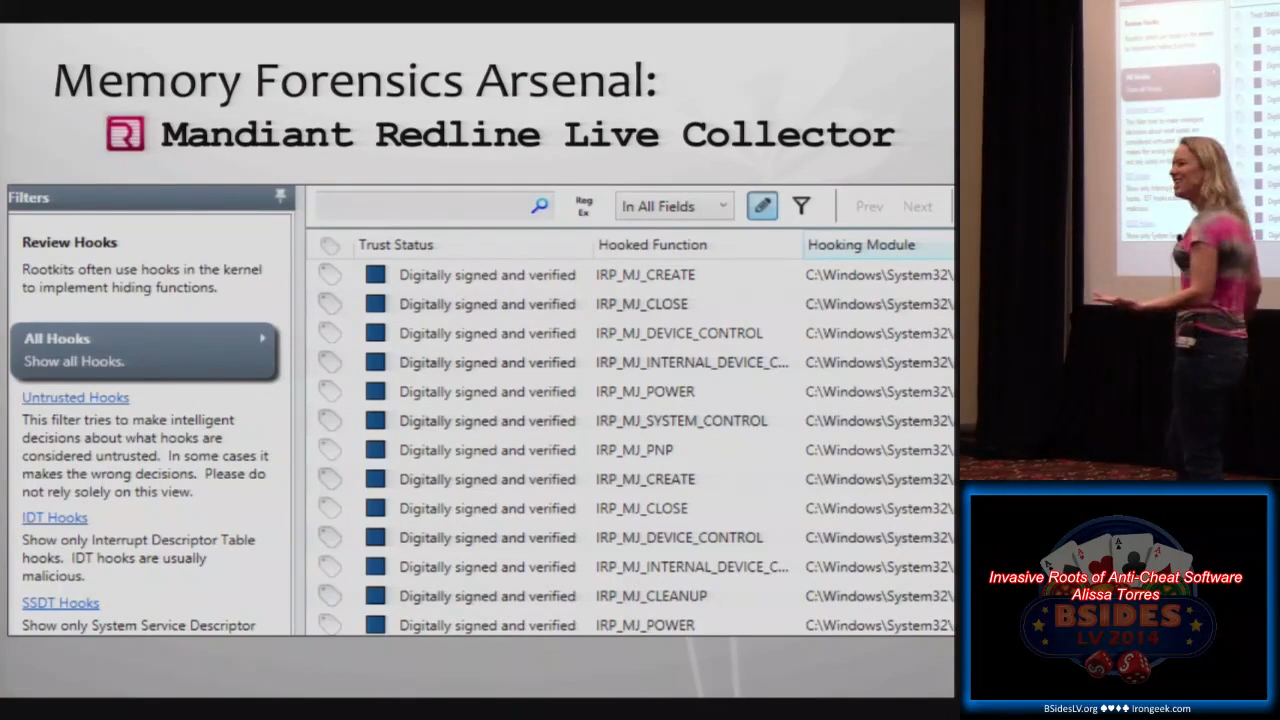 Memory Forensics Arsenal:
R Mandiant Redline Live Collector
Filters
Review Hooks
Rootkits often use hooks in the kernel
to implement hiding functions.
All Hooks
Show all Hooks.
Untrusted Hooks
This filter tries to make intelligent
decisions about what hooks are
considered untrusted. In some cases it
makes the wrong decisions. Please do
not rely solely on this view.
IDT Hooks
Show only Interrupt Descriptor Table
hooks. IDT hooks are usually
malicious.
SSDT Hooks
Show only System Service Descriptor
Reg Ex In All Fields Prev Next
Trust Status Hooked Function Hooking Module
Digitally signed and verified IRP_MJ_CREATE C:\Windows\System32\
Digitally signed and verified IRP_MJ_CLOSE C:\Windows\System32\
Digitally signed and verified IRP_MJ_DEVICE_CONTROL C:\Windows\System32\
Digitally signed and verified IRP_MJ_INTERNAL_DEVICE_C... C:\Windows\System32\
Digitally signed and verified IRP_MJ_POWER C:\Windows\System32\
Digitally signed and verified IRP_MJ_SYSTEM_CONTROL C:\Windows\System32\
Digitally signed and verified IRP_MJ_PNP C:\Windows\System32\
Digitally signed and verified IRP_MJ_CREATE C:\Windows\System32\
Digitally signed and verified IRP_MJ_CLOSE C:\Windows\System32\
Digitally signed and verified IRP_MJ_DEVICE_CONTROL C:\Windows\System32\
Digitally signed and verified IRP_MJ_INTERNAL_DEVICE_C... C:\Windows\System32\
Digitally signed and verified IRP_MJ_CLEANUP C:\Windows\System32\
Digitally signed and verified IRP_MJ_POWER C:\Windows\System32\
Review Hooks
All Hooks
Trust Status
Invasive Roots of Anti-Cheat Software
Alissa Torres
BSIDES
LV 2014
BSidesLV.org ♠♥♦♣ Irongeek.com